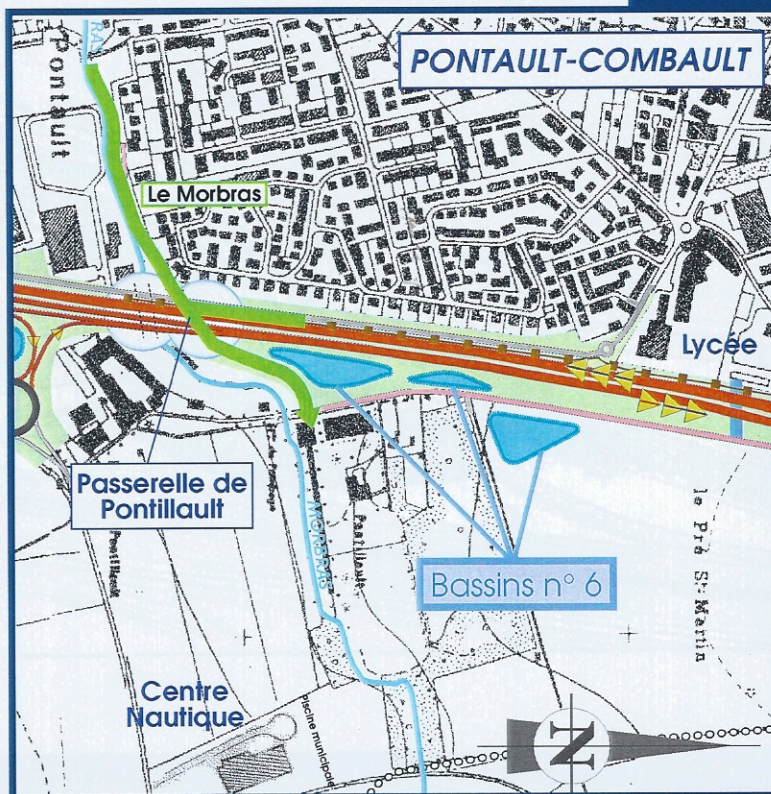 PONTAULT-COMBAULT
Pontault
Le Morbras
Lycée
Passerelle de
Pontillault
MORBRAS
Pontillault
Pontillault
Bassins n° 6
le Pré St Martin
Centre
Nautique
Piscine municipale
N